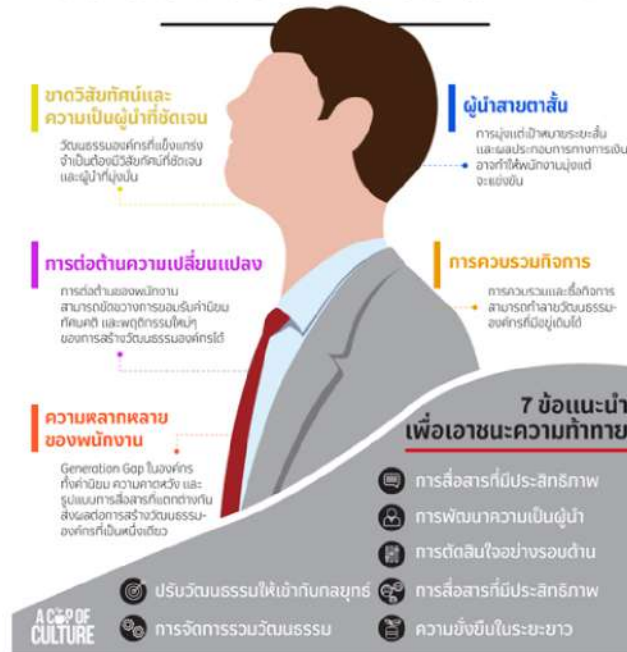 ขาดวิสัยทัศน์และ
ความเป็นผู้นำที่ชัดเจน
วัฒนธรรมองค์กรที่แข็งแกร่ง
จำเป็นต้องมีวิสัยทัศน์ที่ชัดเจน
และผู้นำที่มุ่งมั่น
ผู้นำสายตาสั้น
การมุ่งแต่เป้าหมายระยะสั้น
และผลประกอบการทางการเงิน
อาจทำให้พนักงานมุ่งแต่
จะแข่งขัน
การต่อต้านความเปลี่ยนแปลง
การต่อต้านของพนักงาน
สามารถขัดขวางการยอมรับค่านิยม
ทัศนคติ และพฤติกรรมใหม่ๆ
ของการสร้างวัฒนธรรมองค์กรได้
การควบรวมกิจการ
การควบรวมและซื้อกิจการ
สามารถทำลายวัฒนธรรม-
องค์กรที่มีอยู่เดิมได้
ความหลากหลาย
ของพนักงาน
Generation Gap ในองค์กร
ทั้งค่านิยม ความคาดหวัง และ
รูปแบบการสื่อสารที่แตกต่างกัน
ส่งผลต่อการสร้างวัฒนธรรม-
องค์กรที่เป็นหนึ่งเดียว
7 ข้อแนะนำ
เพื่อเอาชนะความท้าทาย
การสื่อสารที่มีประสิทธิภาพ
การพัฒนาความเป็นผู้นำ
การตัดสินใจอย่างรอบด้าน
ปรับวัฒนธรรมให้เข้ากับกลยุทธ์
การสื่อสารที่มีประสิทธิภาพ
การจัดการรวมวัฒนธรรม
ความยั่งยืนในระยะยาว
A CUP OF
CULTURE